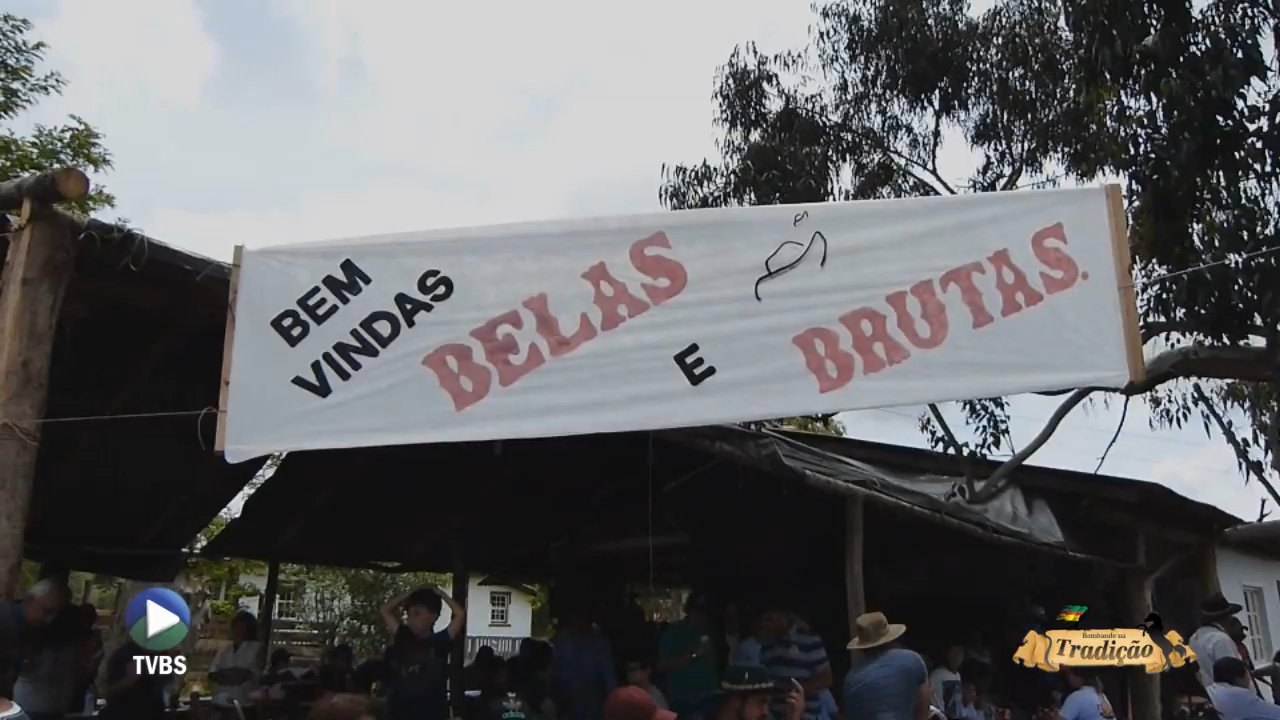 BEM
VINDAS
BELAS
E
BRUTAS.
TVBS
Bombando na
Tradição